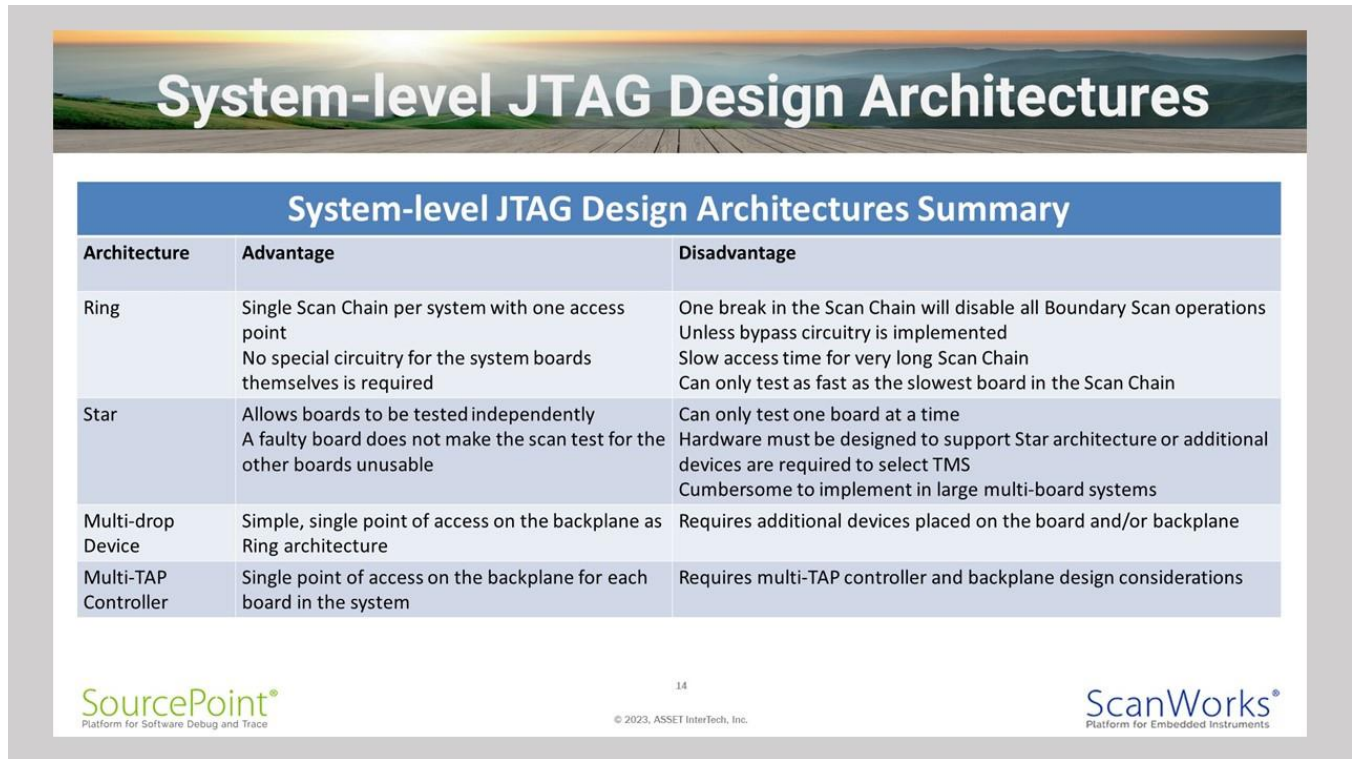 System-level JTAG Design Architectures
System-level JTAG Design Architectures Summary
Architecture Advantage Disadvantage
Ring
Single Scan Chain per system with one access
point
No special circuitry for the system boards
themselves is required
One break in the Scan Chain will disable all Boundary Scan operations
Unless bypass circuitry is implemented
Slow access time for very long Scan Chain
Can only test as fast as the slowest board in the Scan Chain
Star
Allows boards to be tested independently
A faulty board does not make the scan test for the
other boards unusable
Can only test one board at a time
Hardware must be designed to support Star architecture or additional
devices are required to select TMS
Cumbersome to implement in large multi-board systems
Multi-drop
Device
Simple, single point of access on the backplane as
Ring architecture
Requires additional devices placed on the board and/or backplane
Multi-TAP
Controller
Single point of access on the backplane for each
board in the system
Requires multi-TAP controller and backplane design considerations
SourcePoint®
Platform for Software Debug and Trace
14
© 2023, ASSET InterTech, Inc.
ScanWorks®
Platform for Embedded Instruments